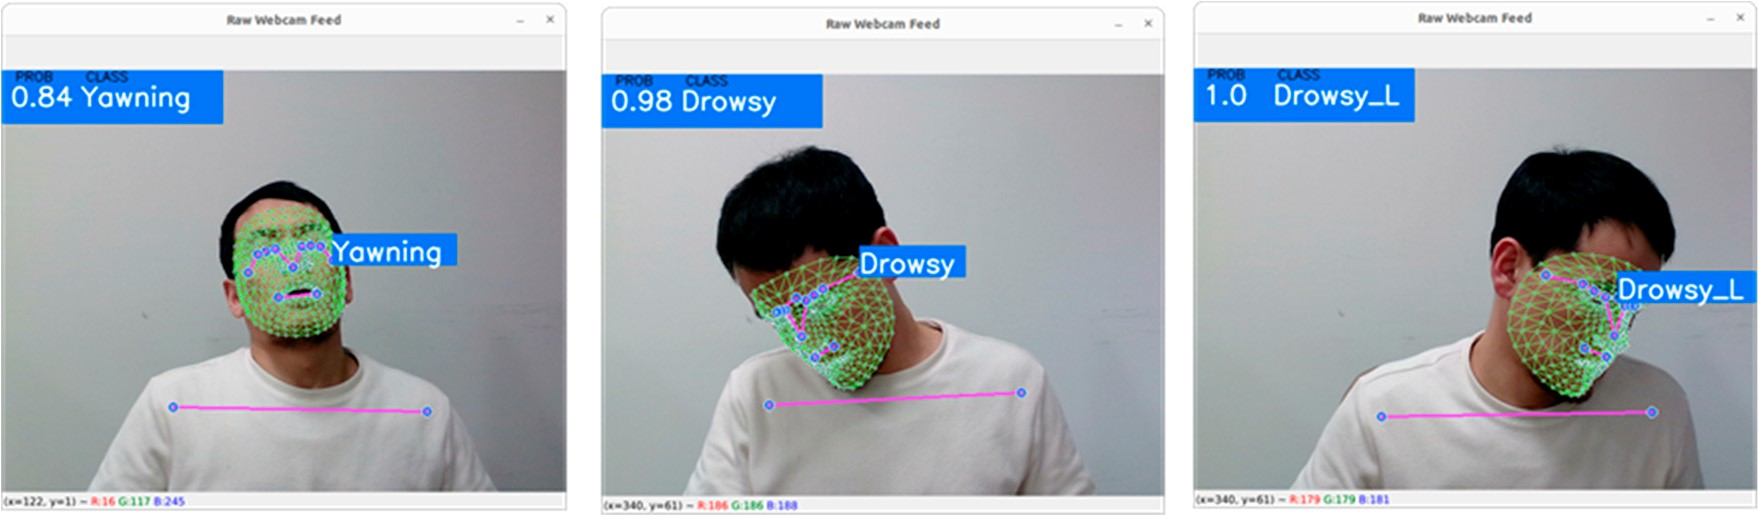 Raw Webcam Feed
PROB CLASS
0.84 Yawning
Yawning
(x=122, y=1) ~ R:16 G:117 B:245
Raw Webcam Feed
PROB CLASS
0.98 Drowsy
Drowsy
(x=340, y=61) ~ R:186 G:186 B:188
Raw Webcam Feed
PROB CLASS
1.0 Drowsy_L
Drowsy_L
(x=340, y=61) ~ R:179 G:179 B:181